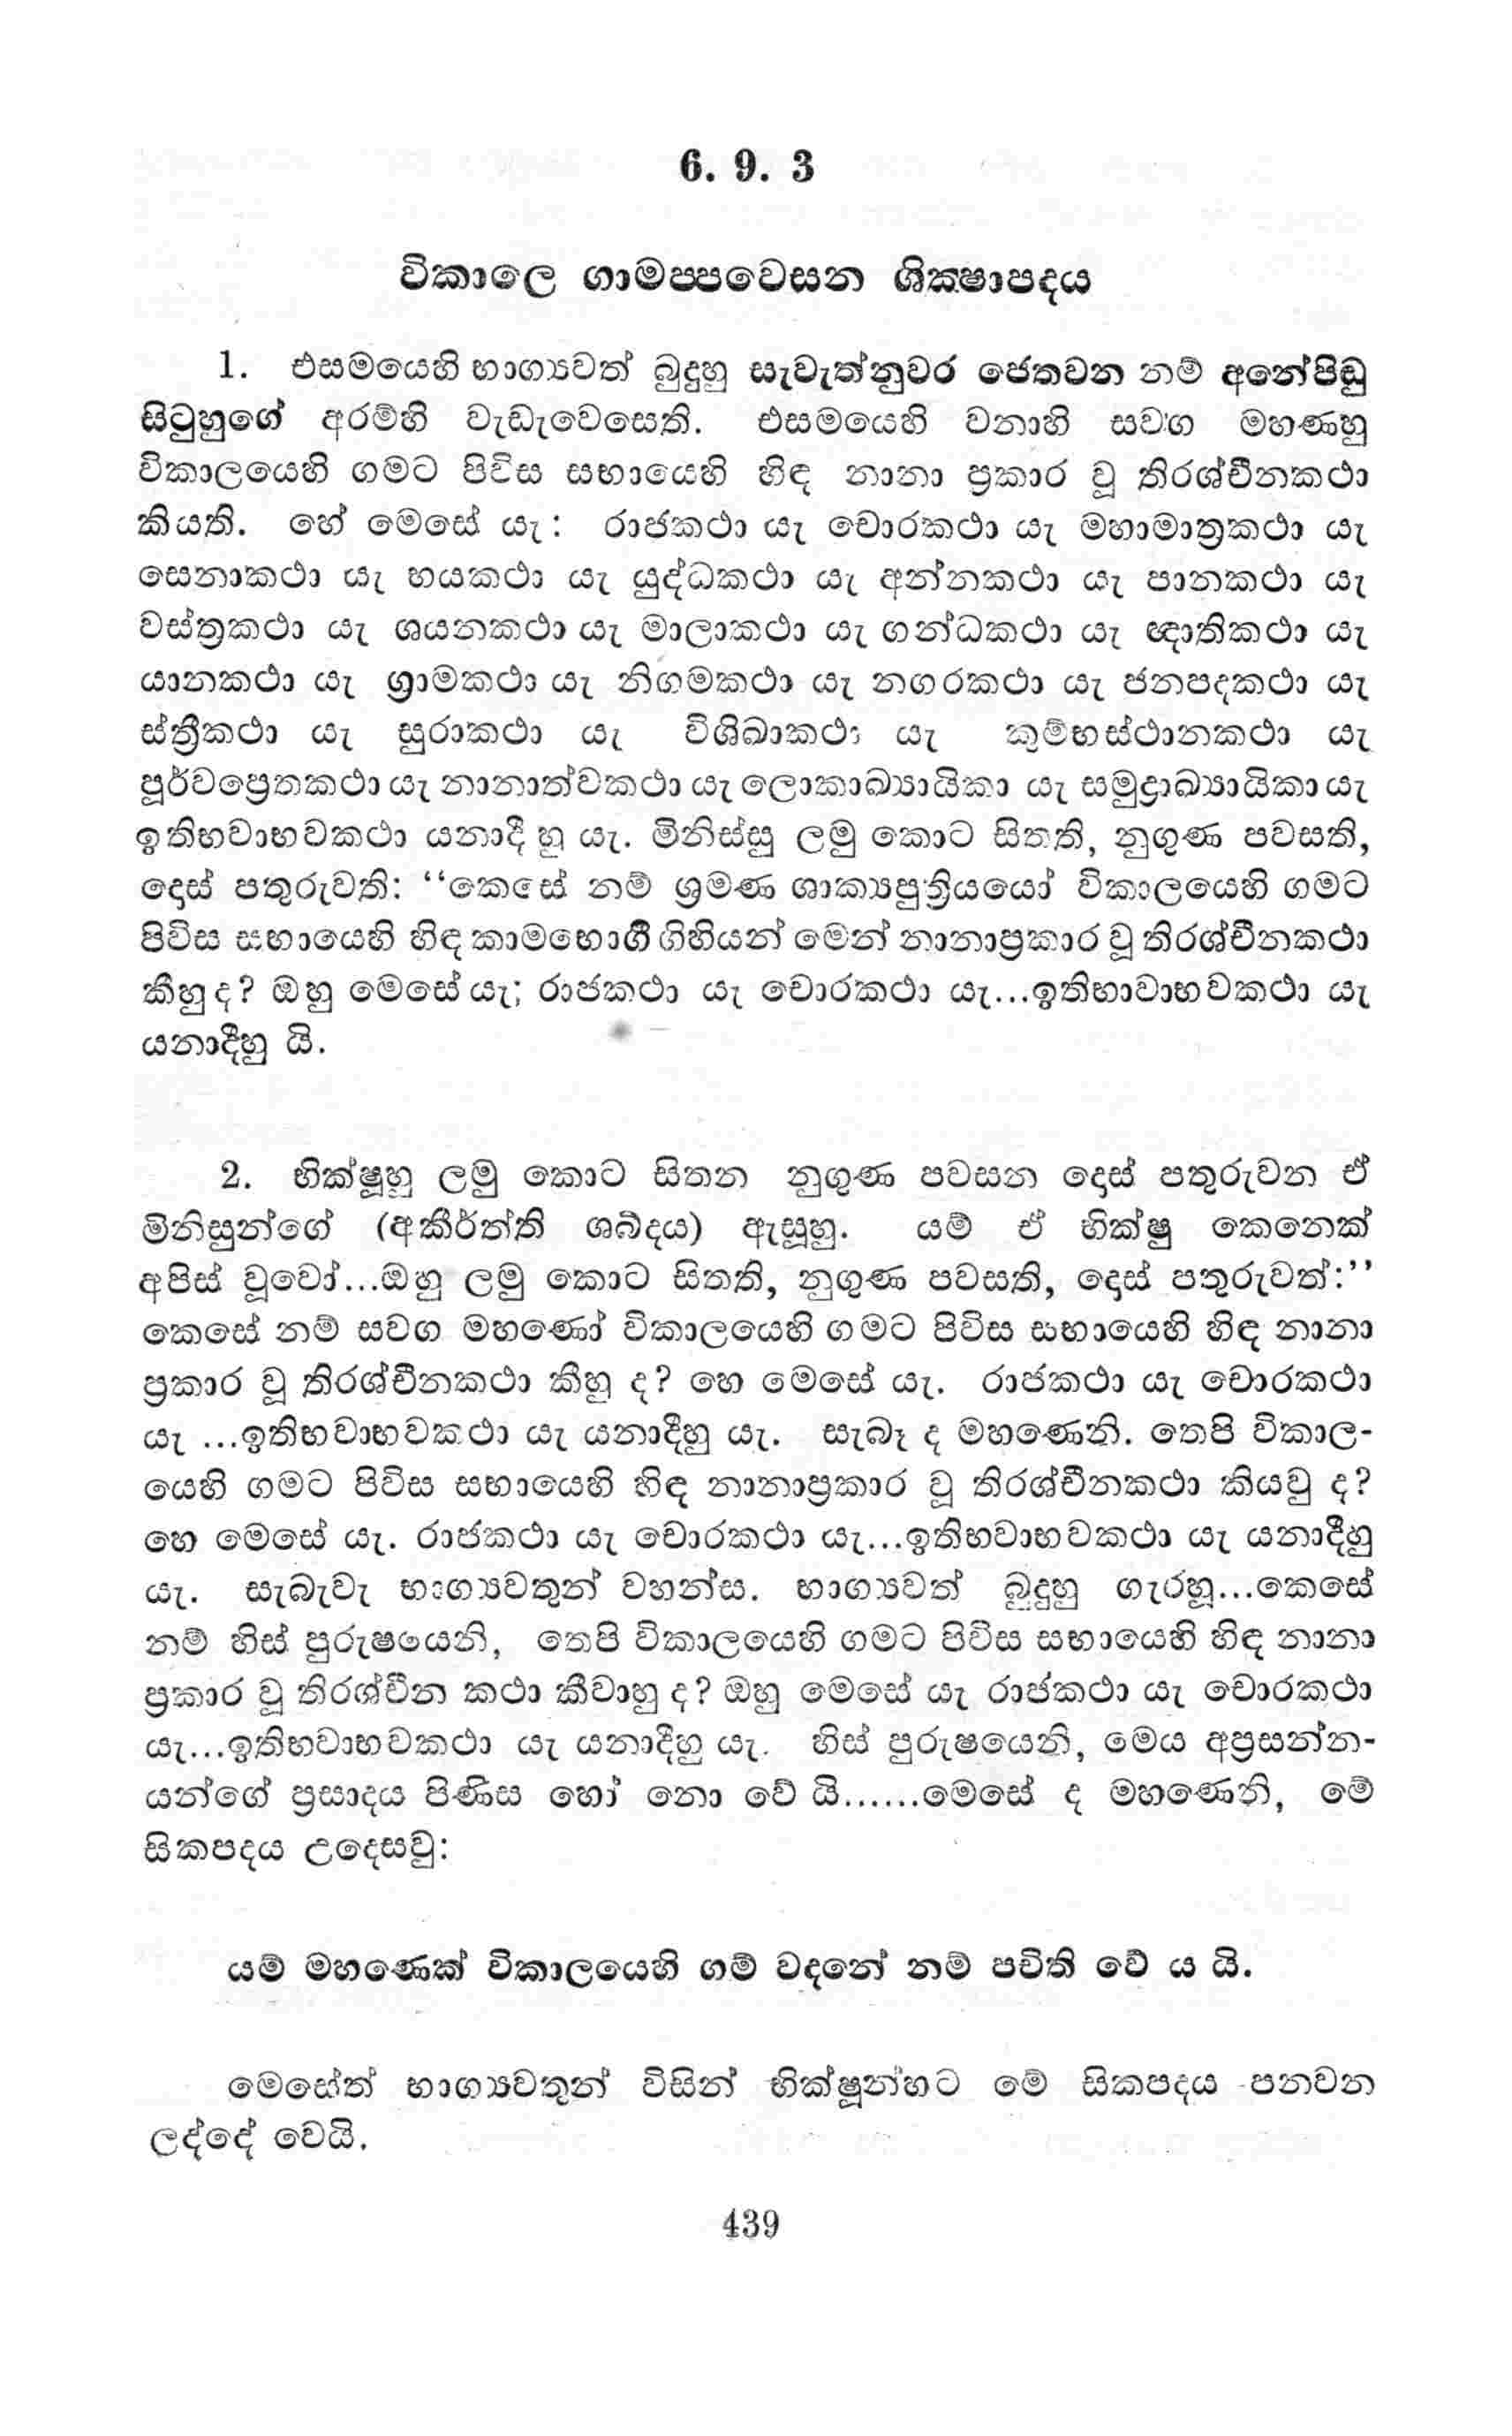 6. 9. 3
විකාලෙ ගාමප්පවෙසන ශික්‍ෂාපදය
1. එසමයෙහි භාග්‍යවත් බුදුහු සැවැත්නුවර ජෙතවන නම් අනේපිඬු
සිටුහුගේ අරම්හි වැඩැවෙසෙති. එසමයෙහි වනාහි සවග මහණහු
විකාලයෙහි ගමට පිවිස සභායෙහි හිඳ නානා ප්‍රකාර වූ තිරශ්චීනකථා
කියති. හේ මෙසේ යැ: රාජකථා යැ චොරකථා යැ මහාමාත්‍රකථා යැ
සෙනාකථා යැ භයකථා යැ යුද්ධකථා යැ අන්නකථා යැ පානකථා යැ
වස්ත්‍රකථා යැ ශයනකථා යැ මාලාකථා යැ ගන්ධකථා යැ ඥාතිකථා යැ
යානකථා යැ ග්‍රාමකථා යැ නිගමකථා යැ නගරකථා යැ ජනපදකථා යැ
ස්ත්‍රීකථා යැ සුරාකථා යැ විශිඛාකථා යැ කුම්භස්ථානකථා යැ
පූර්වප්‍රෙතකථා යැ නානාත්වකථා යැ ලොකාඛ්‍යායිකා යැ සමුද්‍රාඛ්‍යායිකා යැ
ඉතිභවාභවකථා යනාදී හු යැ. මිනිස්සු ලමු කොට සිතති, නුගුණ පවසති,
දොස් පතුරුවති: “කෙසේ නම් ශ්‍රමණ ශාක්‍යපුත්‍රියයෝ විකාලයෙහි ගමට
පිවිස සභායෙහි හිඳ කාමභොගී ගිහියන් මෙන් නානාප්‍රකාර වූ තිරශ්චීනකථා
කීහු ද? ඔහු මෙසේ යැ; රාජකථා යැ චොරකථා යැ...ඉතිභාවාභවකථා යැ
යනාදීහු යි.
2. භික්ෂූහු ලමු කොට සිතන නුගුණ පවසන දොස් පතුරුවන ඒ
මිනිසුන්ගේ (අකීර්ත්ති ශබ්දය) ඇසූහු. යම් ඒ භික්ෂු කෙනෙක්
අපිස් වූවෝ...ඔහු ලමු කොට සිතති, නුගුණ පවසති, දොස් පතුරුවත්:”
කෙසේ නම් සවග මහණෝ විකාලයෙහි ගමට පිවිස සභායෙහි හිඳ නානා
ප්‍රකාර වූ තිරශ්චීනකථා කීහු ද? හෙ මෙසේ යැ. රාජකථා යැ චොරකථා
යැ ...ඉතිභවාභවකථා යැ යනාදීහු යැ. සැබෑ ද මහණෙනි. තෙපි විකාල-
යෙහි ගමට පිවිස සභායෙහි හිඳ නානාප්‍රකාර වූ තිරශ්චීනකථා කියවු ද?
හෙ මෙසේ යැ. රාජකථා යැ චොරකථා යැ...ඉතිභවාභවකථා යැ යනාදීහු
යැ. සැබැවැ භාග්‍යවතුන් වහන්ස. භාග්‍යවත් බුදුහු ගැරහූ...කෙසේ
නම් හිස් පුරුෂයෙනි, තෙපි විකාලයෙහි ගමට පිවිස සභායෙහි හිඳ නානා
ප්‍රකාර වූ තිරශ්චීන කථා කීවාහු ද? ඔහු මෙසේ යැ රාජකථා යැ චොරකථා
යැ...ඉතිභවාභවකථා යැ යනාදීහු යැ. හිස් පුරුෂයෙනි, මෙය අප්‍රසන්න-
යන්ගේ ප්‍රසාදය පිණිස හෝ නො වේ යි......මෙසේ ද මහණෙනි, මේ
සිකපදය උදෙසවු:
යම් මහණෙක් විකාලයෙහි ගම් වදනේ නම් පචිති වේ ය යි.
මෙසේත් භාග්‍යවතුන් විසින් භික්ෂූන්හට මේ සිකපදය පනවන
ලද්දේ වෙයි.
439